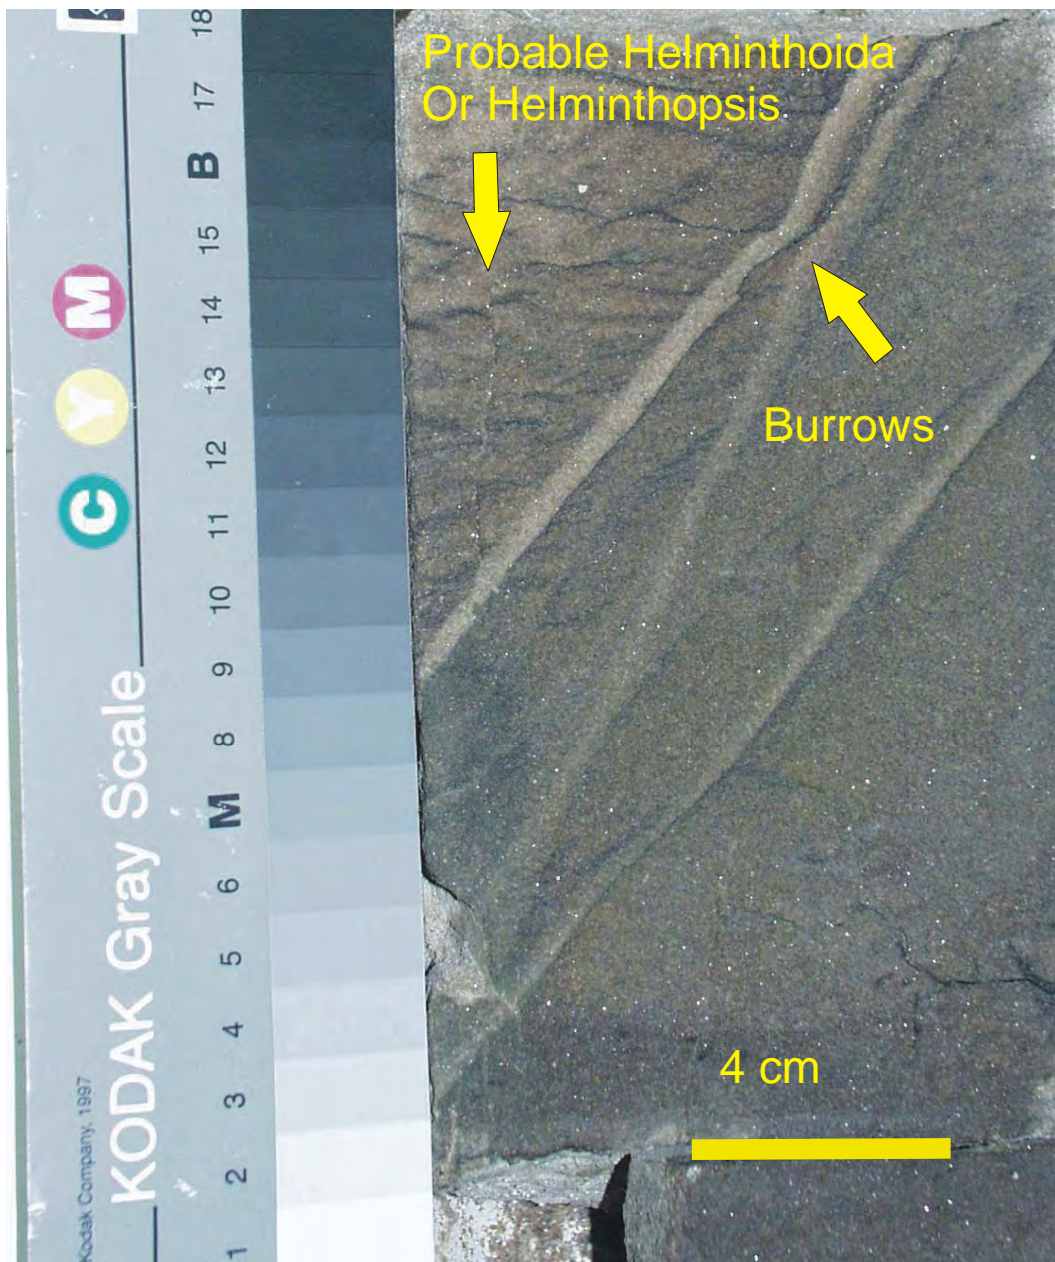 Probable Helminthoida
Or Helminthopsis
Burrows
4 cm
KODAK Gray Scale
Kodak Company, 1997
C Y M
1 2 3 4 5 6 M 8 9 10 11 12 13 14 15 B 17 18